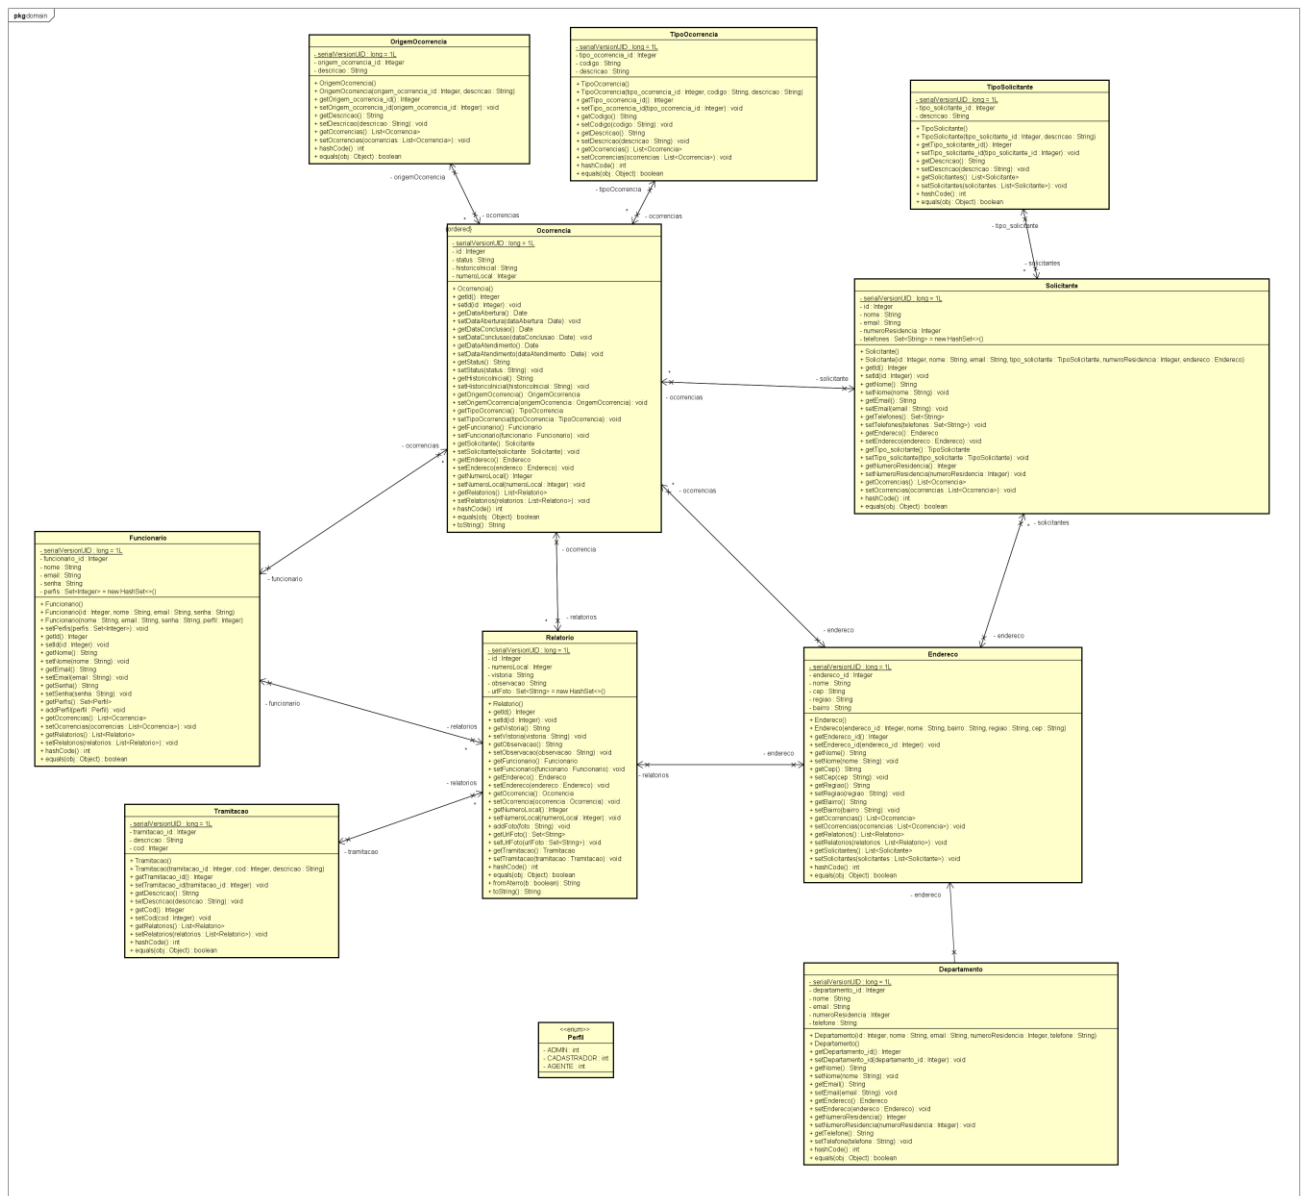 pkg domain
OrigemOcorrencia
- serialVersionUID : long = 1L
- origem_ocorrencia_id : Integer
- descricao : String
+ OrigemOcorrencia()
+ OrigemOcorrencia(origem_ocorrencia_id : Integer, descricao : String)
+ getOrigem_ocorrencia_id() : Integer
+ setOrigem_ocorrencia_id(origem_ocorrencia_id : Integer) : void
+ getDescricao() : String
+ setDescricao(descricao : String) : void
+ getOcorrencias() : List<Ocorrencia>
+ setOcorrencias(ocorrencias : List<Ocorrencia>) : void
+ hashCode() : int
+ equals(obj : Object) : boolean
TipoOcorrencia
- serialVersionUID : long = 1L
- tipo_ocorrencia_id : Integer
- codigo : String
- descricao : String
+ TipoOcorrencia()
+ TipoOcorrencia(tipo_ocorrencia_id : Integer, codigo : String, descricao : String)
+ getTipo_ocorrencia_id() : Integer
+ setTipo_ocorrencia_id(tipo_ocorrencia_id : Integer) : void
+ getCodigo() : String
+ setCodigo(codigo : String) : void
+ getDescricao() : String
+ setDescricao(descricao : String) : void
+ getOcorrencias() : List<Ocorrencia>
+ setOcorrencias(ocorrencias : List<Ocorrencia>) : void
+ hashCode() : int
+ equals(obj : Object) : boolean
TipoSolicitante
- serialVersionUID : long = 1L
- tipo_solicitante_id : Integer
- descricao : String
+ TipoSolicitante()
+ TipoSolicitante(tipo_solicitante_id : Integer, descricao : String)
+ getTipo_solicitante_id() : Integer
+ setTipo_solicitante_id(tipo_solicitante_id : Integer) : void
+ getDescricao() : String
+ setDescricao(descricao : String) : void
+ getSolicitantes() : List<Solicitante>
+ setSolicitantes(solicitantes : List<Solicitante>) : void
+ hashCode() : int
+ equals(obj : Object) : boolean
- origemOcorrencia
- tipoOcorrencia
- tipo_solicitante
* - ocorrencias
* - ocorrencias
{ordered}
- solicitantes
*
Ocorrencia
- serialVersionUID : long = 1L
- id : Integer
- status : String
- historicoInicial : String
- numeroLocal : Integer
+ Ocorrencia()
+ getId() : Integer
+ setId(id : Integer) : void
+ getDataAbertura() : Date
+ setDataAbertura(dataAbertura : Date) : void
+ getDataConclusao() : Date
+ setDataConclusao(dataConclusao : Date) : void
+ getDataAtendimento() : Date
+ setDataAtendimento(dataAtendimento : Date) : void
+ getStatus() : String
+ setStatus(status : String) : void
+ getHistoricoInicial() : String
+ setHistoricoInicial(historicoInicial : String) : void
+ getOrigemOcorrencia() : OrigemOcorrencia
+ setOrigemOcorrencia(origemOcorrencia : OrigemOcorrencia) : void
+ getTipoOcorrencia() : TipoOcorrencia
+ setTipoOcorrencia(tipoOcorrencia : TipoOcorrencia) : void
+ getFuncionario() : Funcionario
+ setFuncionario(funcionario : Funcionario) : void
+ getSolicitante() : Solicitante
+ setSolicitante(solicitante : Solicitante) : void
+ getEndereco() : Endereco
+ setEndereco(endereco : Endereco) : void
+ getNumeroLocal() : Integer
+ setNumeroLocal(numeroLocal : Integer) : void
+ getRelatorios() : List<Relatorio>
+ setRelatorios(relatorios : List<Relatorio>) : void
+ hashCode() : int
+ equals(obj : Object) : boolean
+ toString() : String
Solicitante
- serialVersionUID : long = 1L
- id : Integer
- nome : String
- email : String
- numeroResidencia : Integer
- telefones : Set<String> = new HashSet<>()
+ Solicitante()
+ Solicitante(id : Integer, nome : String, email : String, tipo_solicitante : TipoSolicitante, numeroResidencia : Integer, endereco : Endereco)
+ getId() : Integer
+ setId(id : Integer) : void
+ getNome() : String
+ setNome(nome : String) : void
+ getEmail() : String
+ setEmail(email : String) : void
+ getTelefones() : Set<String>
+ setTelefones(telefones : Set<String>) : void
+ getEndereco() : Endereco
+ setEndereco(endereco : Endereco) : void
+ getTipo_solicitante() : TipoSolicitante
+ setTipo_solicitante(tipo_solicitante : TipoSolicitante) : void
+ getNumeroResidencia() : Integer
+ setNumeroResidencia(numeroResidencia : Integer) : void
+ getOcorrencias() : List<Ocorrencia>
+ setOcorrencias(ocorrencias : List<Ocorrencia>) : void
+ hashCode() : int
+ equals(obj : Object) : boolean
*
- solicitante
- ocorrencias
- ocorrencias
*
* - ocorrencias
* - solicitantes
- funcionario
- ocorrencia
* - relatorios
- endereco
- endereco
Funcionario
- serialVersionUID : long = 1L
- funcionario_id : Integer
- nome : String
- email : String
- senha : String
- perfis : Set<Integer> = new HashSet<>()
+ Funcionario()
+ Funcionario(id : Integer, nome : String, email : String, senha : String)
+ Funcionario(nome : String, email : String, senha : String, perfil : Integer)
+ setPerfis(perfis : Set<Integer>) : void
+ getId() : Integer
+ setId(id : Integer) : void
+ getNome() : String
+ setNome(nome : String) : void
+ getEmail() : String
+ setEmail(email : String) : void
+ getSenha() : String
+ setSenha(senha : String) : void
+ getPerfis() : Set<Perfil>
+ addPerfil(perfil : Perfil) : void
+ getOcorrencias() : List<Ocorrencia>
+ setOcorrencias(ocorrencias : List<Ocorrencia>) : void
+ getRelatorios() : List<Relatorio>
+ setRelatorios(relatorios : List<Relatorio>) : void
+ hashCode() : int
+ equals(obj : Object) : boolean
- funcionario
- relatorios
*
Relatorio
- serialVersionUID : long = 1L
- id : Integer
- numeroLocal : Integer
- vistoria : String
- observacao : String
- urlFoto : Set<String> = new HashSet<>()
+ Relatorio()
+ getId() : Integer
+ setId(id : Integer) : void
+ getVistoria() : String
+ setVistoria(vistoria : String) : void
+ getObservacao() : String
+ setObservacao(observacao : String) : void
+ getFuncionario() : Funcionario
+ setFuncionario(funcionario : Funcionario) : void
+ getEndereco() : Endereco
+ setEndereco(endereco : Endereco) : void
+ getOcorrencia() : Ocorrencia
+ setOcorrencia(ocorrencia : Ocorrencia) : void
+ getNumeroLocal() : Integer
+ setNumeroLocal(numeroLocal : Integer) : void
+ addFoto(foto : String) : void
+ getUrlFoto() : Set<String>
+ setUrlFoto(urlFoto : Set<String>) : void
+ getTramitacao() : Tramitacao
+ setTramitacao(tramitacao : Tramitacao) : void
+ hashCode() : int
+ equals(obj : Object) : boolean
+ fromAterro(b : boolean) : String
+ toString() : String
- endereco
* - relatorios
Endereco
- serialVersionUID : long = 1L
- endereco_id : Integer
- nome : String
- cep : String
- regiao : String
- bairro : String
+ Endereco()
+ Endereco(endereco_id : Integer, nome : String, bairro : String, regiao : String, cep : String)
+ getEndereco_id() : Integer
+ setEndereco_id(endereco_id : Integer) : void
+ getNome() : String
+ setNome(nome : String) : void
+ getCep() : String
+ setCep(cep : String) : void
+ getRegiao() : String
+ setRegiao(regiao : String) : void
+ getBairro() : String
+ setBairro(bairro : String) : void
+ getOcorrencias() : List<Ocorrencia>
+ setOcorrencias(ocorrencias : List<Ocorrencia>) : void
+ getRelatorios() : List<Relatorio>
+ setRelatorios(relatorios : List<Relatorio>) : void
+ getSolicitantes() : List<Solicitante>
+ setSolicitantes(solicitantes : List<Solicitante>) : void
+ hashCode() : int
+ equals(obj : Object) : boolean
- relatorios
*
- tramitacao
Tramitacao
- serialVersionUID : long = 1L
- tramitacao_id : Integer
- descricao : String
- cod : Integer
+ Tramitacao()
+ Tramitacao(tramitacao_id : Integer, cod : Integer, descricao : String)
+ getTramitacao_id() : Integer
+ setTramitacao_id(tramitacao_id : Integer) : void
+ getDescricao() : String
+ setDescricao(descricao : String) : void
+ getCod() : Integer
+ setCod(cod : Integer) : void
+ getRelatorios() : List<Relatorio>
+ setRelatorios(relatorios : List<Relatorio>) : void
+ hashCode() : int
+ equals(obj : Object) : boolean
- endereco
Departamento
- serialVersionUID : long = 1L
- departamento_id : Integer
- nome : String
- email : String
- numeroResidencia : Integer
- telefone : String
+ Departamento(id : Integer, nome : String, email : String, numeroResidencia : Integer, telefone : String)
+ Departamento()
+ getDepartamento_id() : Integer
+ setDepartamento_id(departamento_id : Integer) : void
+ getNome() : String
+ setNome(nome : String) : void
+ getEmail() : String
+ setEmail(email : String) : void
+ getEndereco() : Endereco
+ setEndereco(endereco : Endereco) : void
+ getNumeroResidencia() : Integer
+ setNumeroResidencia(numeroResidencia : Integer) : void
+ getTelefone() : String
+ setTelefone(telefone : String) : void
+ hashCode() : int
+ equals(obj : Object) : boolean
<<enum>>
Perfil
- ADMIN : int
- CADASTRADOR : int
- AGENTE : int